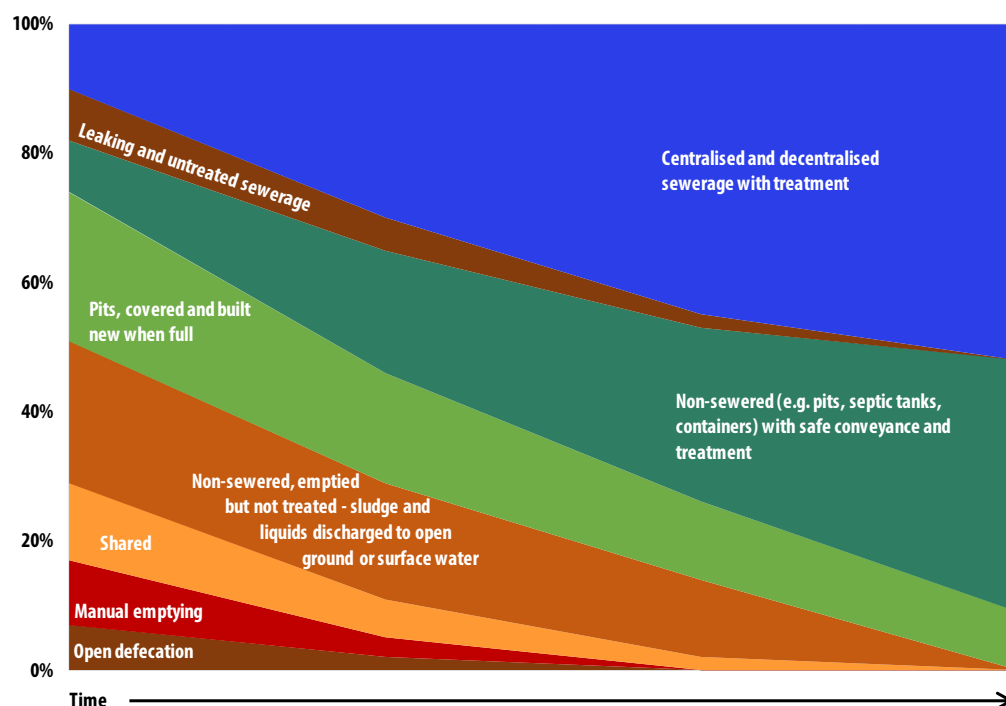 100%
80%
60%
40%
20%
0%
Leaking and untreated sewerage
Centralised and decentralised
sewerage with treatment
Pits, covered and built
new when full
Non-sewered (e.g. pits, septic tanks,
containers) with safe conveyance and
treatment
Non-sewered, emptied
but not treated - sludge and
liquids discharged to open
ground or surface water
Shared
Manual emptying
Open defecation
Time